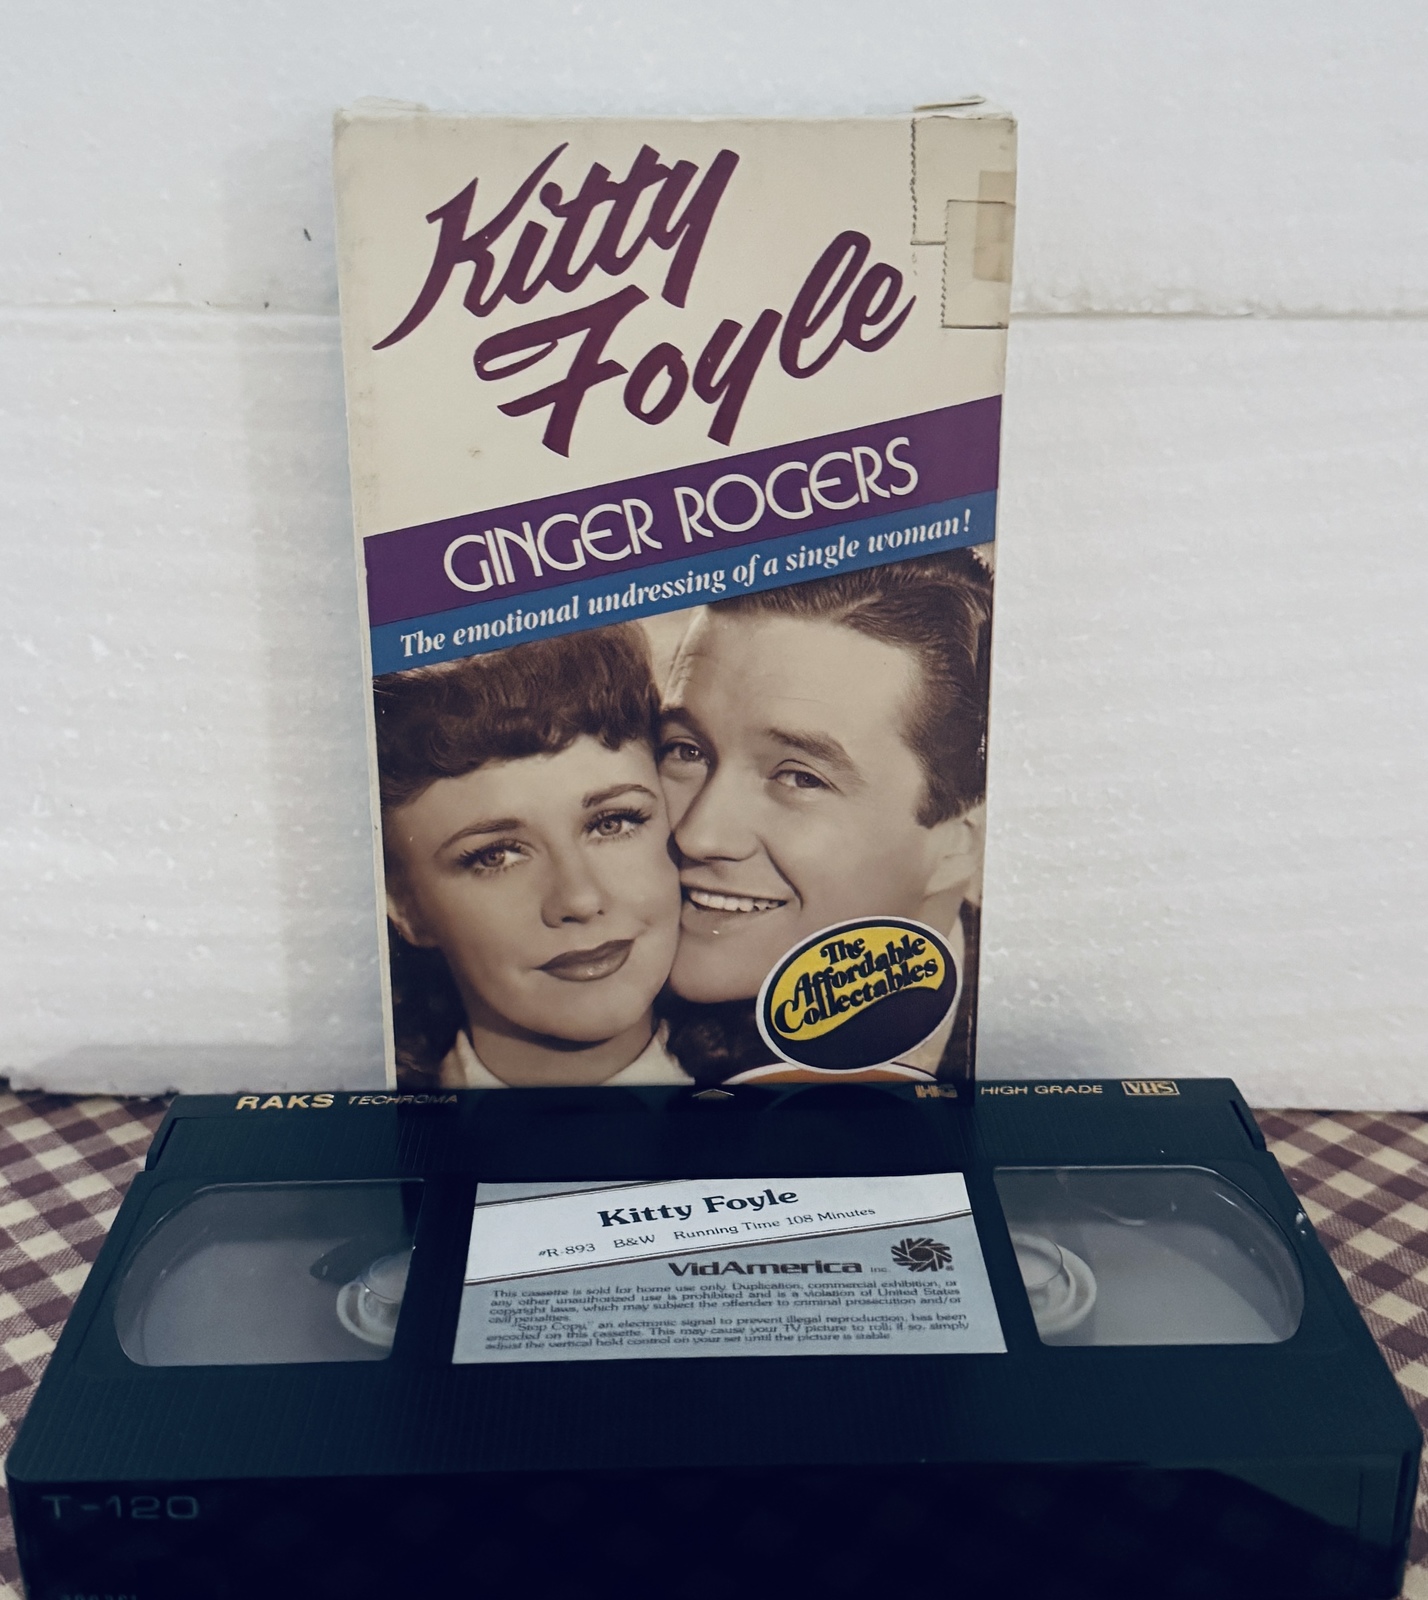 Kitty
Foyle
GINGER ROGERS
The emotional undressing of a single woman!
The
Affordable
Collectables
RAKS TECHROMA HG HIGH GRADE VHS
Kitty Foyle
#R-893 B&W Running Time 108 Minutes
VidAmerica Inc. ®
This cassette is sold for home use only. Duplication, commercial exhibition, or
any other unauthorized use is prohibited and is a violation of United States
copyright laws, which may subject the offender to criminal prosecution and/or
civil penalties.
"Stop Copy," an electronic signal to prevent illegal reproduction, has been
encoded on this cassette. This may cause your TV picture to roll; if so, simply
adjust the vertical hold control on your set until the picture is stable.
T-120